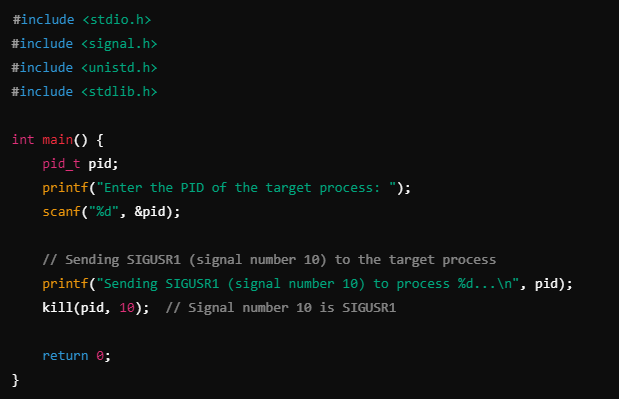 #include <stdio.h>
#include <signal.h>
#include <unistd.h>
#include <stdlib.h>

int main() {
    pid_t pid;
    printf("Enter the PID of the target process: ");
    scanf("%d", &pid);

    // Sending SIGUSR1 (signal number 10) to the target process
    printf("Sending SIGUSR1 (signal number 10) to process %d...\n", pid);
    kill(pid, 10);  // Signal number 10 is SIGUSR1

    return 0;
}